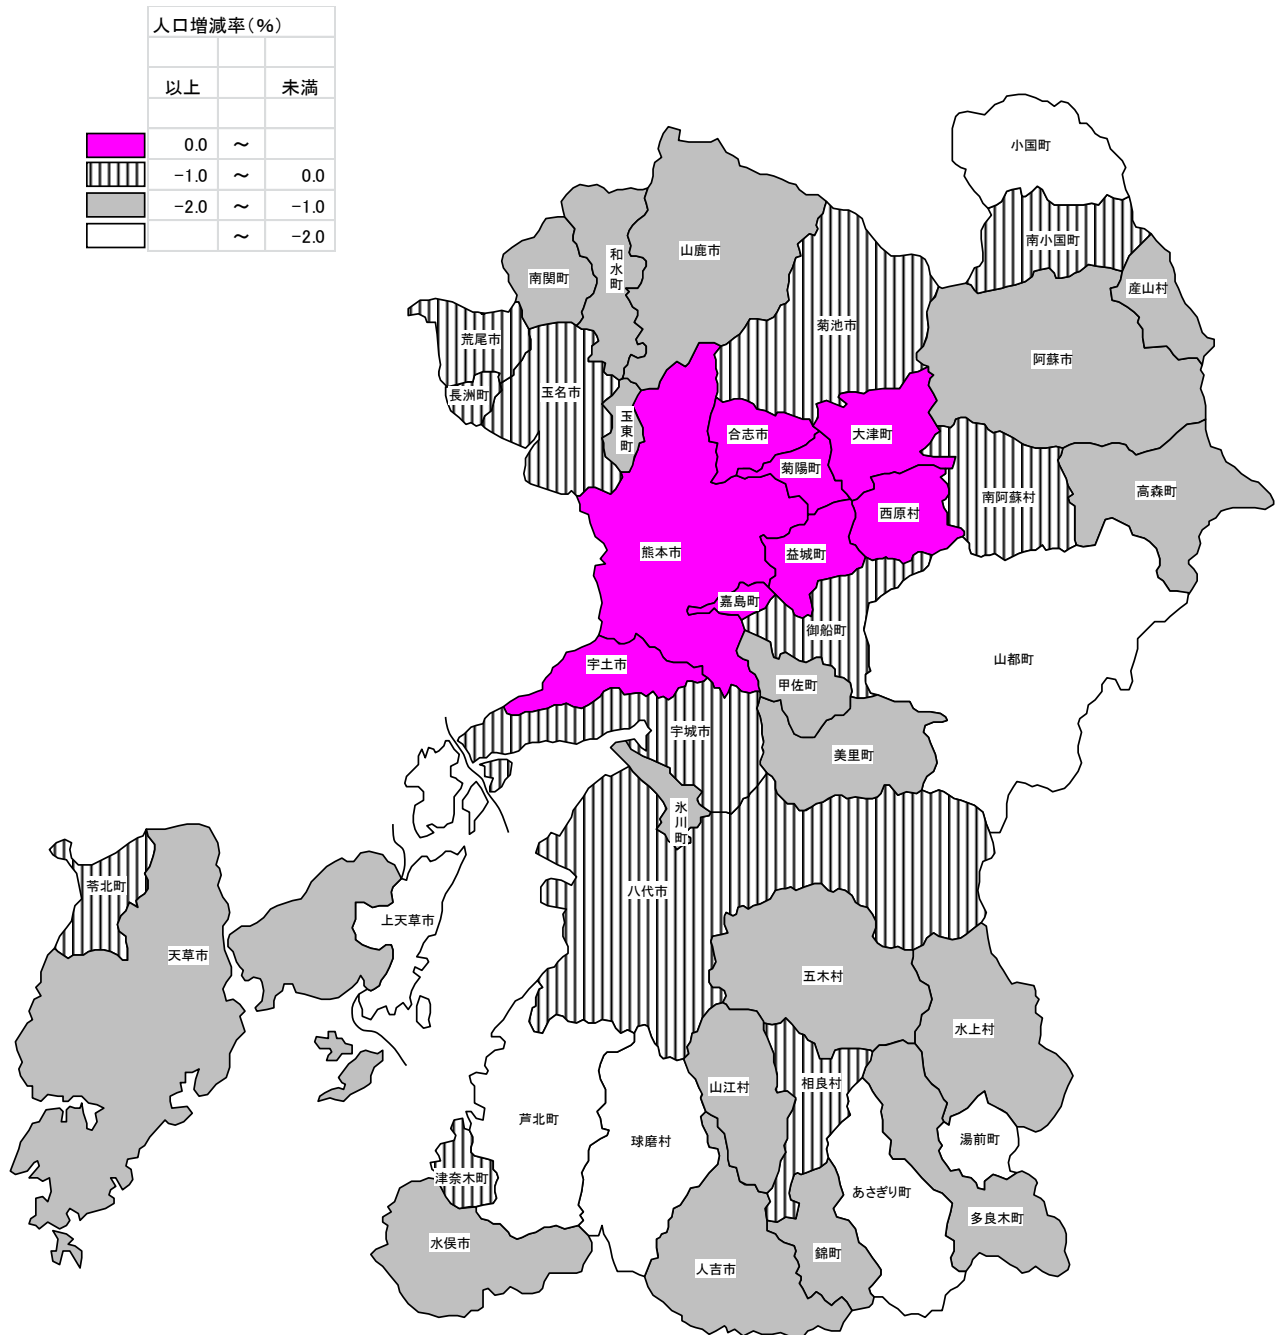 人口増減率(%)
以上 未満
0.0 ～
-1.0 ～ 0.0
-2.0 ～ -1.0
～ -2.0
小国町
南小国町
産山村
山鹿市
和水町
南関町
菊池市
荒尾市
阿蘇市
長洲町
玉名市
玉東町
合志市
大津町
菊陽町
高森町
南阿蘇村
西原村
熊本市
益城町
嘉島町
御船町
山都町
宇土市
甲佐町
宇城市
美里町
氷川町
苓北町
八代市
上天草市
天草市
五木村
水上村
山江村
相良村
芦北町
球磨村
湯前町
津奈木町
あさぎり町
多良木町
水俣市
錦町
人吉市